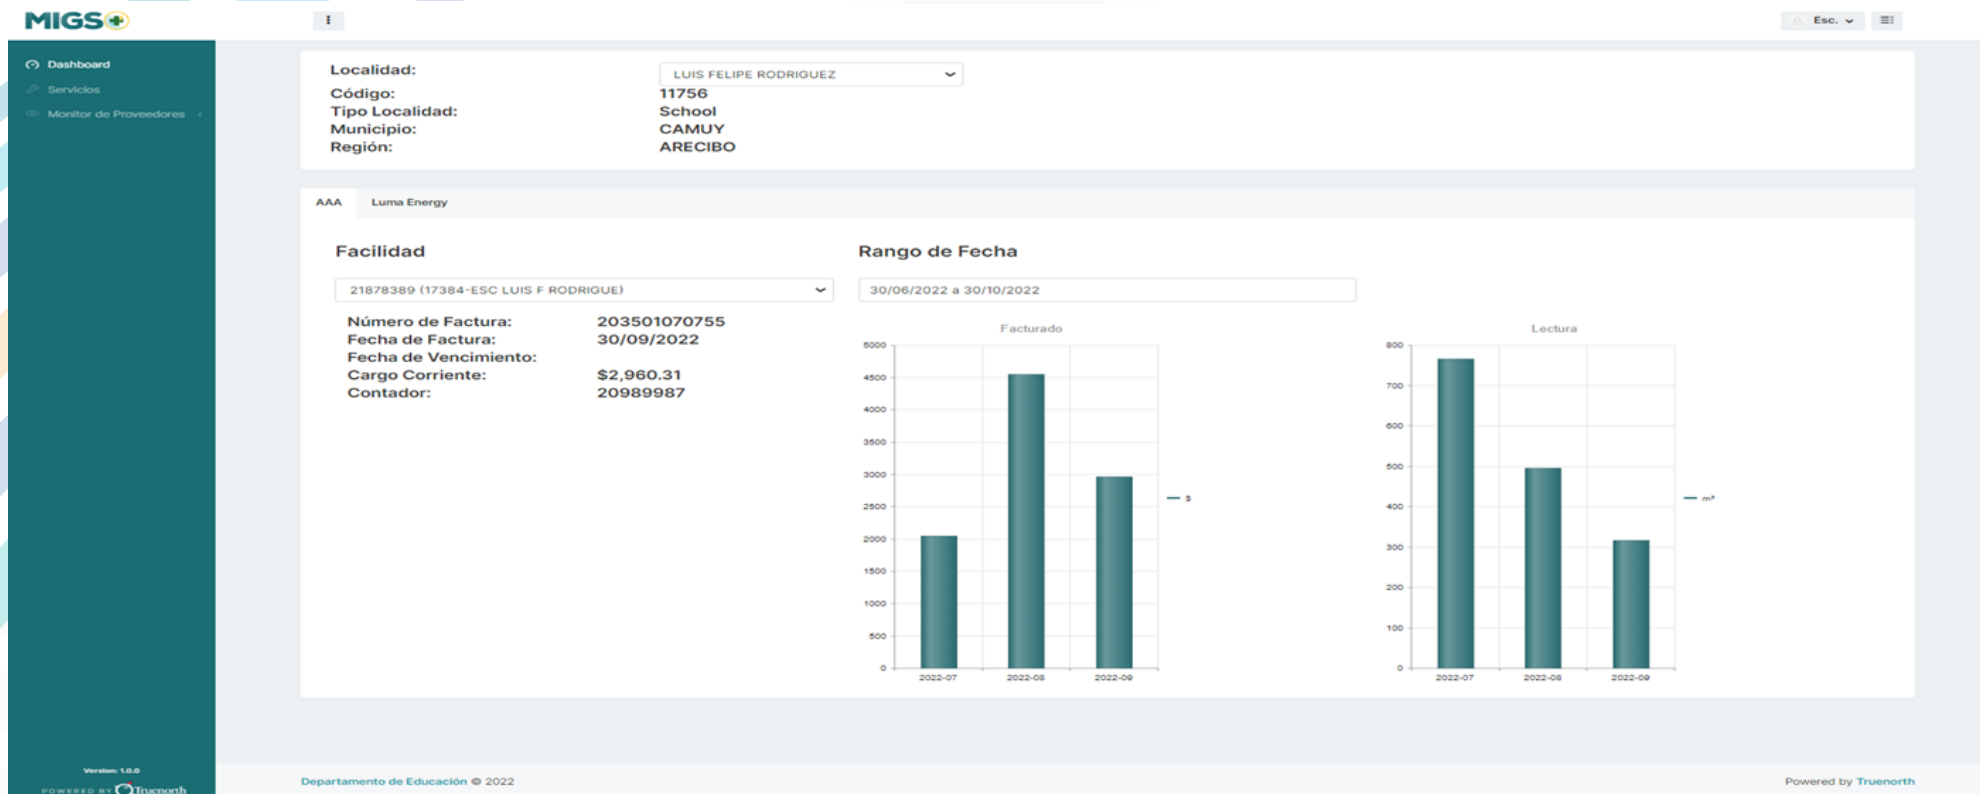 MIGS
Esc.
Dashboard
Servicios
Monitor de Proveedores
Localidad: LUIS FELIPE RODRIGUEZ
Código: 11756
Tipo Localidad: School
Municipio: CAMUY
Región: ARECIBO
AAA Luma Energy
Facilidad
21878389 (17384-ESC LUIS F RODRIGUE)
Número de Factura: 203501070755
Fecha de Factura: 30/09/2022
Fecha de Vencimiento:
Cargo Corriente: $2,960.31
Contador: 20989987
Rango de Fecha
30/06/2022 a 30/10/2022
Facturado
5000
4500
4000
3500
3000
2500
2000
1500
1000
500
0
2022-07 2022-08 2022-09
$
Lectura
800
700
600
500
400
300
200
100
0
2022-07 2022-08 2022-09
m³
Version: 1.0.0
POWERED BY Truenorth
Departamento de Educación © 2022
Powered by Truenorth